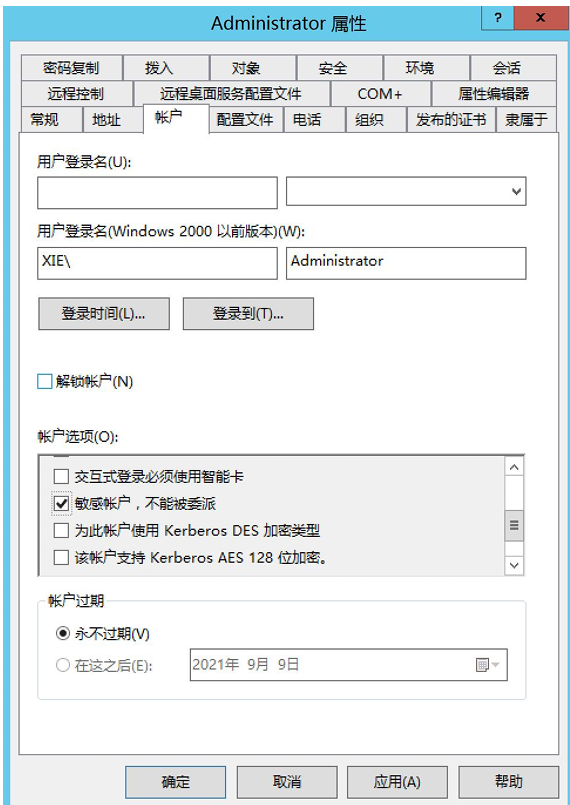 Administrator 属性
?
x
密码复制 拨入 对象 安全 环境 会话
远程控制 远程桌面服务配置文件 COM+ 属性编辑器
常规 地址 帐户 配置文件 电话 组织 发布的证书 隶属于
用户登录名(U):
用户登录名(Windows 2000 以前版本)(W):
XIE\ Administrator
登录时间(L)... 登录到(T)...
解锁帐户(N)
帐户选项(O):
交互式登录必须使用智能卡
敏感帐户，不能被委派
为此帐户使用 Kerberos DES 加密类型
该帐户支持 Kerberos AES 128 位加密。
帐户过期
永不过期(V)
在这之后(E): 2021年 9月 9日
确定 取消 应用(A) 帮助